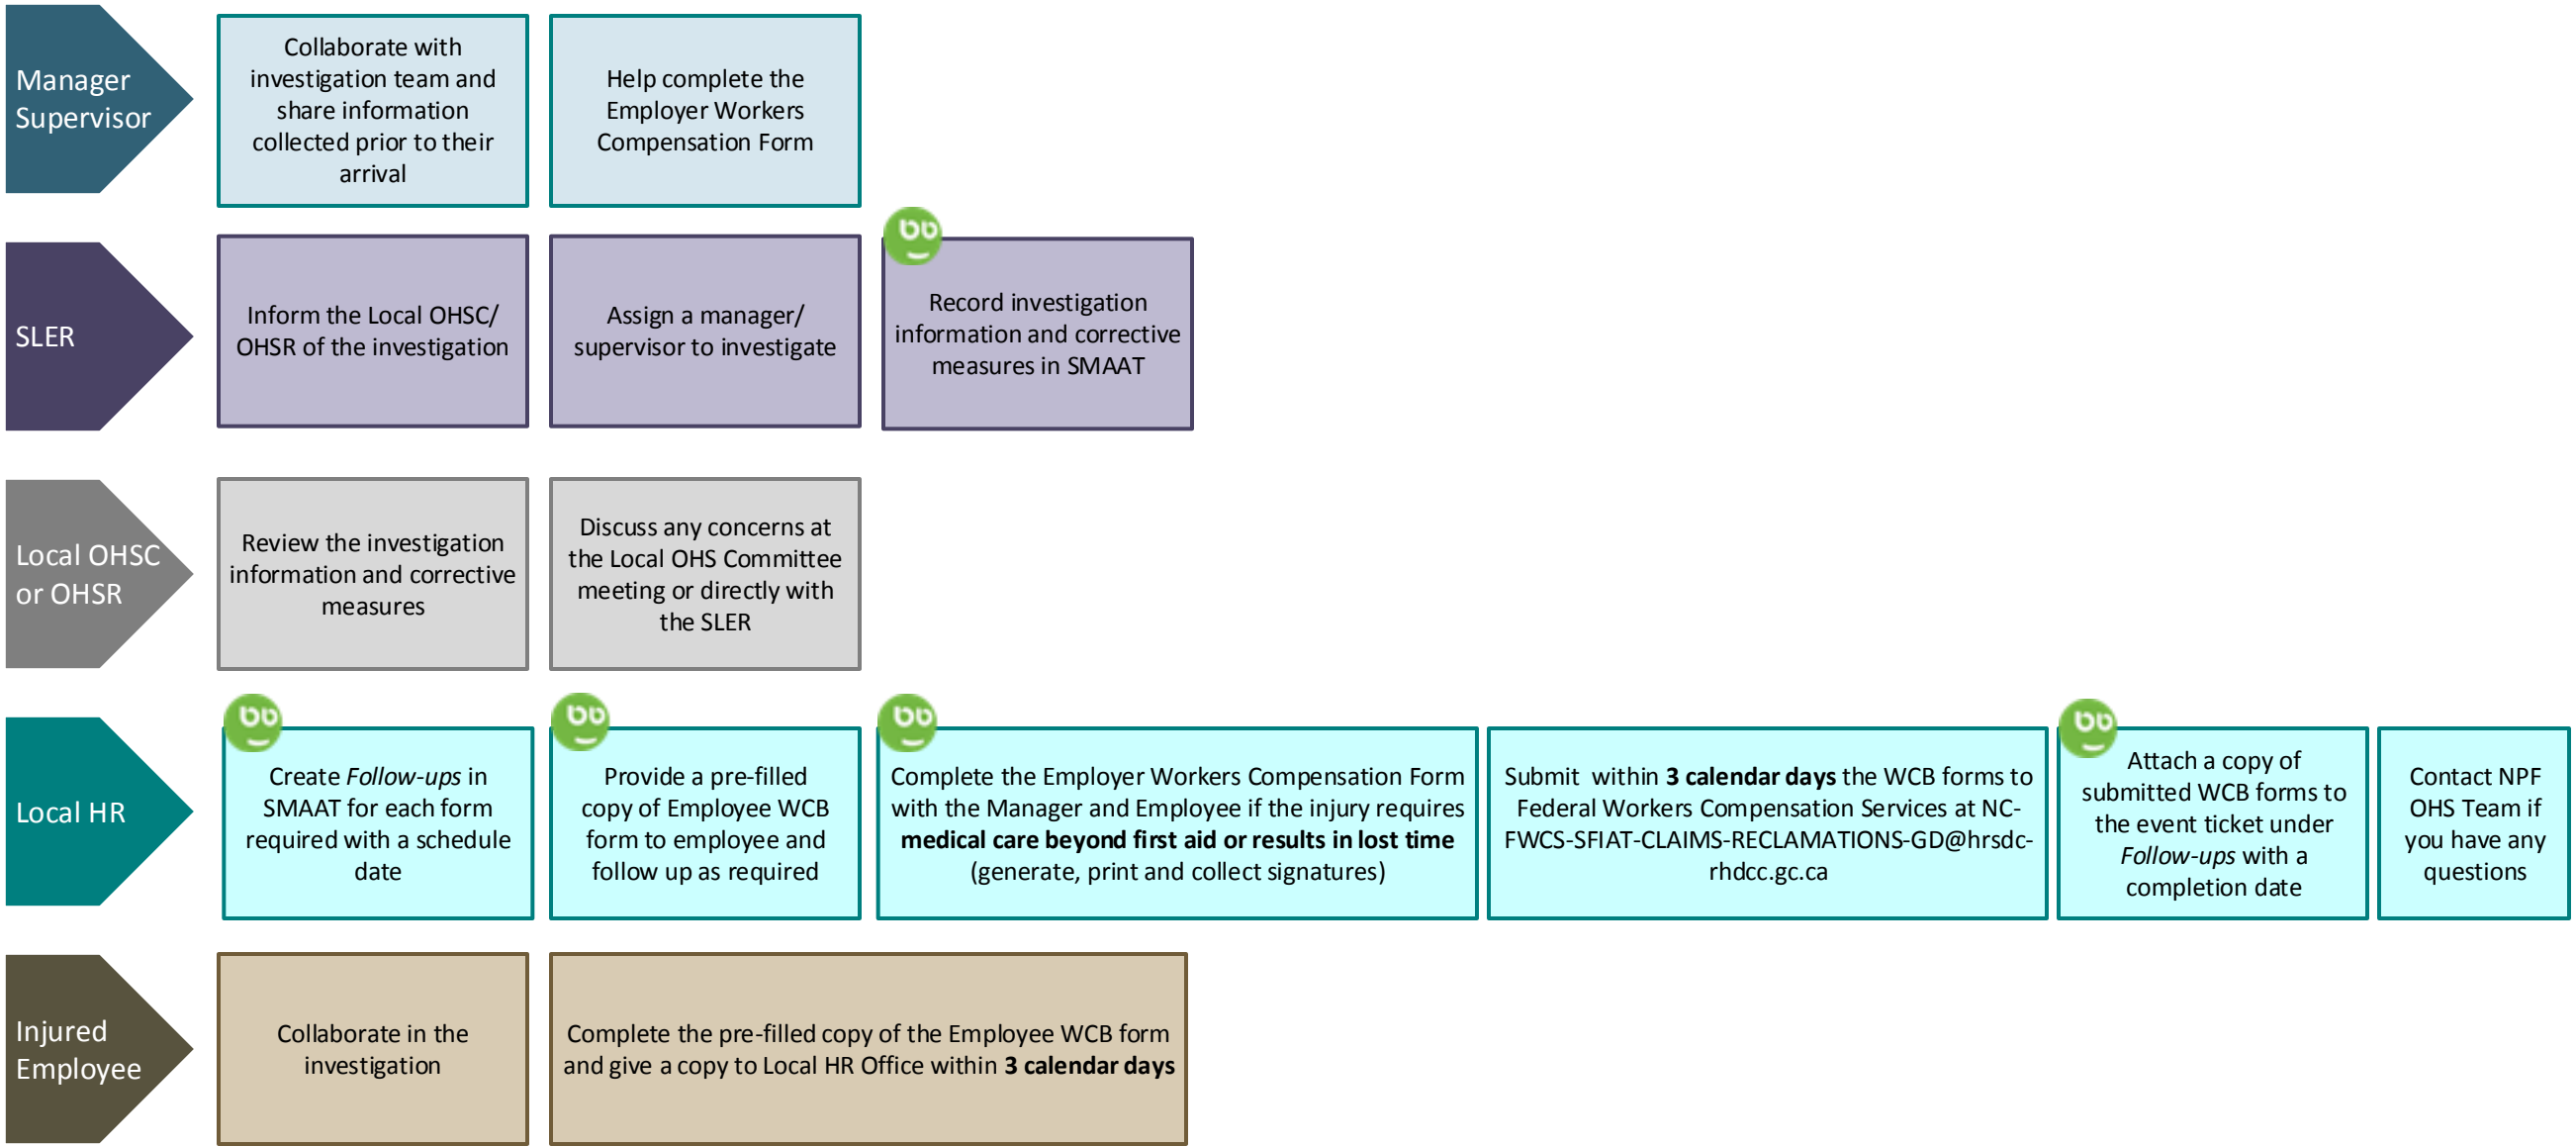 Manager
Supervisor
Collaborate with
investigation team and
share information
collected prior to their
arrival
Help complete the
Employer Workers
Compensation Form
SLER
Inform the Local OHSC/
OHSR of the investigation
Assign a manager/
supervisor to investigate
Record investigation
information and corrective
measures in SMAAT
Local OHSC
or OHSR
Review the investigation
information and corrective
measures
Discuss any concerns at
the Local OHS Committee
meeting or directly with
the SLER
Local HR
Create Follow-ups in
SMAAT for each form
required with a schedule
date
Provide a pre-filled
copy of Employee WCB
form to employee and
follow up as required
Complete the Employer Workers Compensation Form
with the Manager and Employee if the injury requires
medical care beyond first aid or results in lost time
(generate, print and collect signatures)
Submit within 3 calendar days the WCB forms to
Federal Workers Compensation Services at NC-
FWCS-SFIAT-CLAIMS-RECLAMATIONS-GD@hrsdc-
rhdcc.gc.ca
Attach a copy of
submitted WCB forms to
the event ticket under
Follow-ups with a
completion date
Contact NPF
OHS Team if
you have any
questions
Injured
Employee
Collaborate in the
investigation
Complete the pre-filled copy of the Employee WCB form
and give a copy to Local HR Office within 3 calendar days